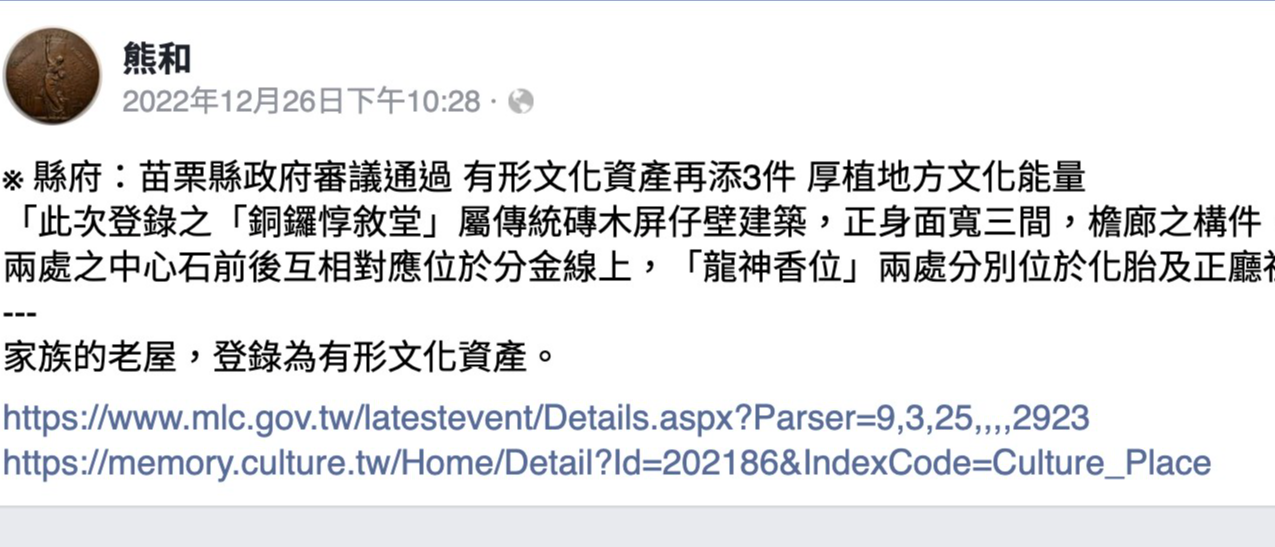 熊和
2022年12月26日下午10:28 ·
※ 縣府：苗栗縣政府審議通過 有形文化資產再添3件 厚植地方文化能量
「此次登錄之「銅鑼惇敘堂」屬傳統磚木屏仔壁建築，正身面寬三間，檐廊之構件
兩處之中心石前後互相對應位於分金線上，「龍神香位」兩處分別位於化胎及正廳
---
家族的老屋，登錄為有形文化資產。
https://www.mlc.gov.tw/latestevent/Details.aspx?Parser=9,3,25,,,,2923
https://memory.culture.tw/Home/Detail?Id=202186&IndexCode=Culture_Place